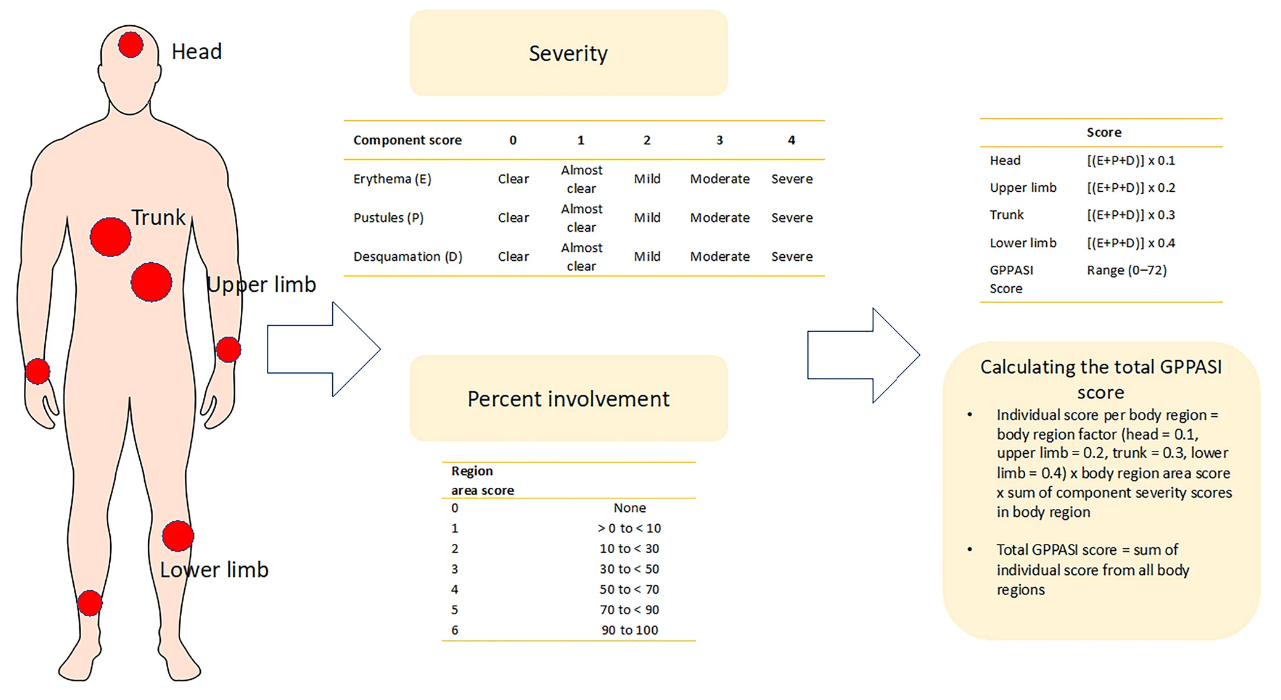 Head
Trunk
Upper limb
Lower limb
Severity
Component score 0 1 2 3 4
Erythema (E) Clear Almost clear Mild Moderate Severe
Pustules (P) Clear Almost clear Mild Moderate Severe
Desquamation (D) Clear Almost clear Mild Moderate Severe
Percent involvement
Region
area score
0 None
1 > 0 to < 10
2 10 to < 30
3 30 to < 50
4 50 to < 70
5 70 to < 90
6 90 to 100
Score
Head [(E+P+D)] x 0.1
Upper limb [(E+P+D)] x 0.2
Trunk [(E+P+D)] x 0.3
Lower limb [(E+P+D)] x 0.4
GPPASI Range (0–72)
Score
Calculating the total GPPASI
score
• Individual score per body region =
body region factor (head = 0.1,
upper limb = 0.2, trunk = 0.3, lower
limb = 0.4) x body region area score
x sum of component severity scores
in body region
• Total GPPASI score = sum of
individual score from all body
regions